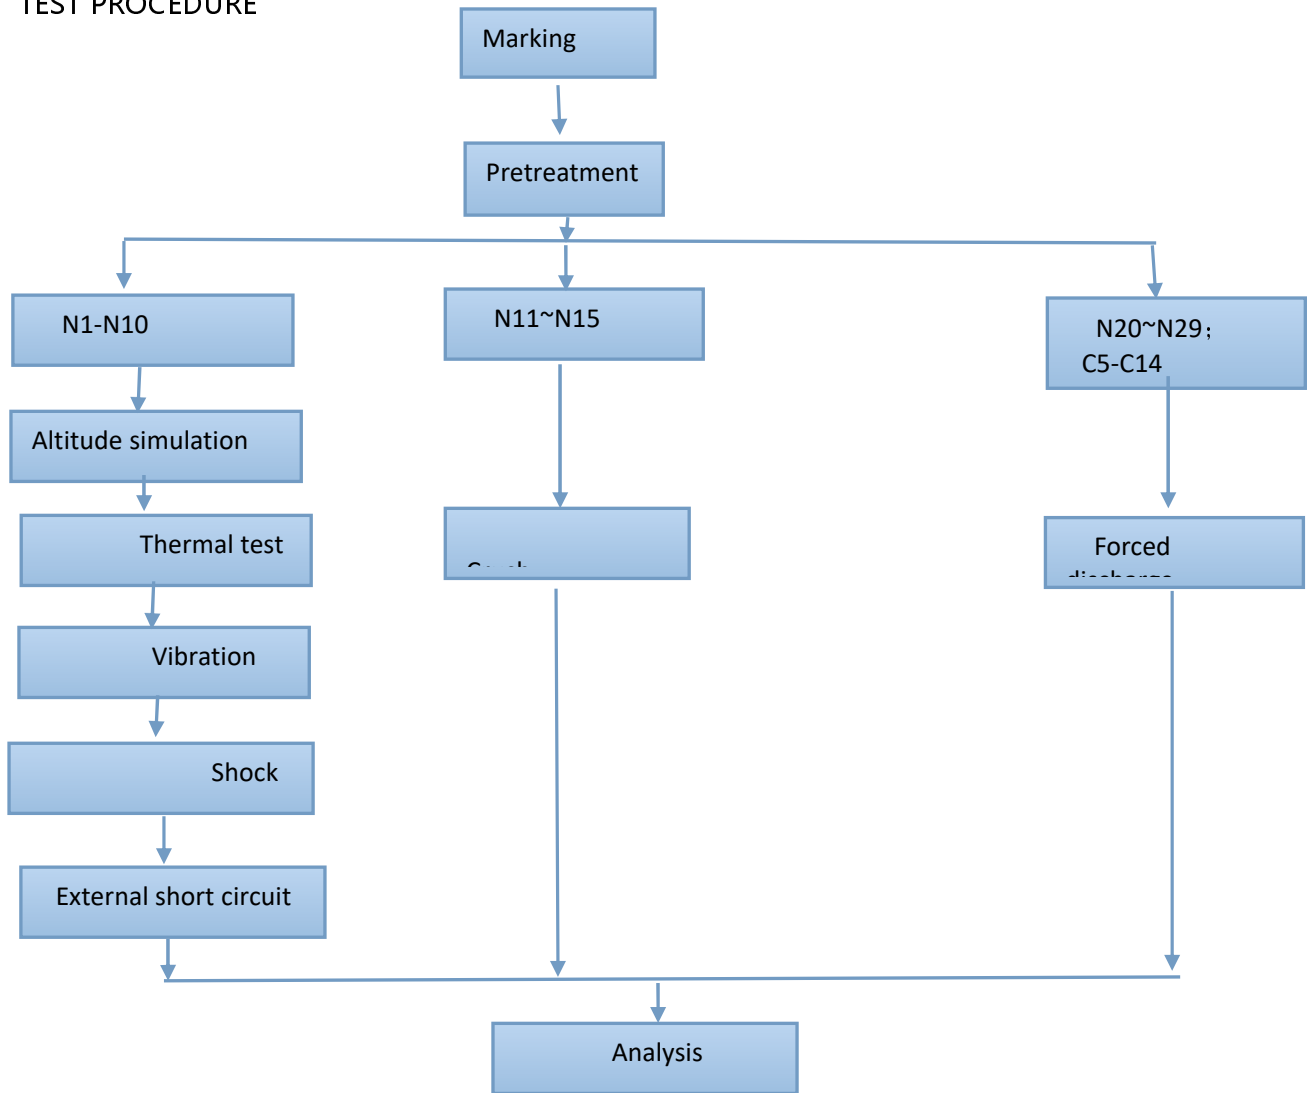 TEST PROCEDURE
Marking
Pretreatment
N1-N10
N11~N15
N20~N29；
C5-C14
Altitude simulation
Thermal test
Forced
discharge
Vibration
Shock
External short circuit
Analysis